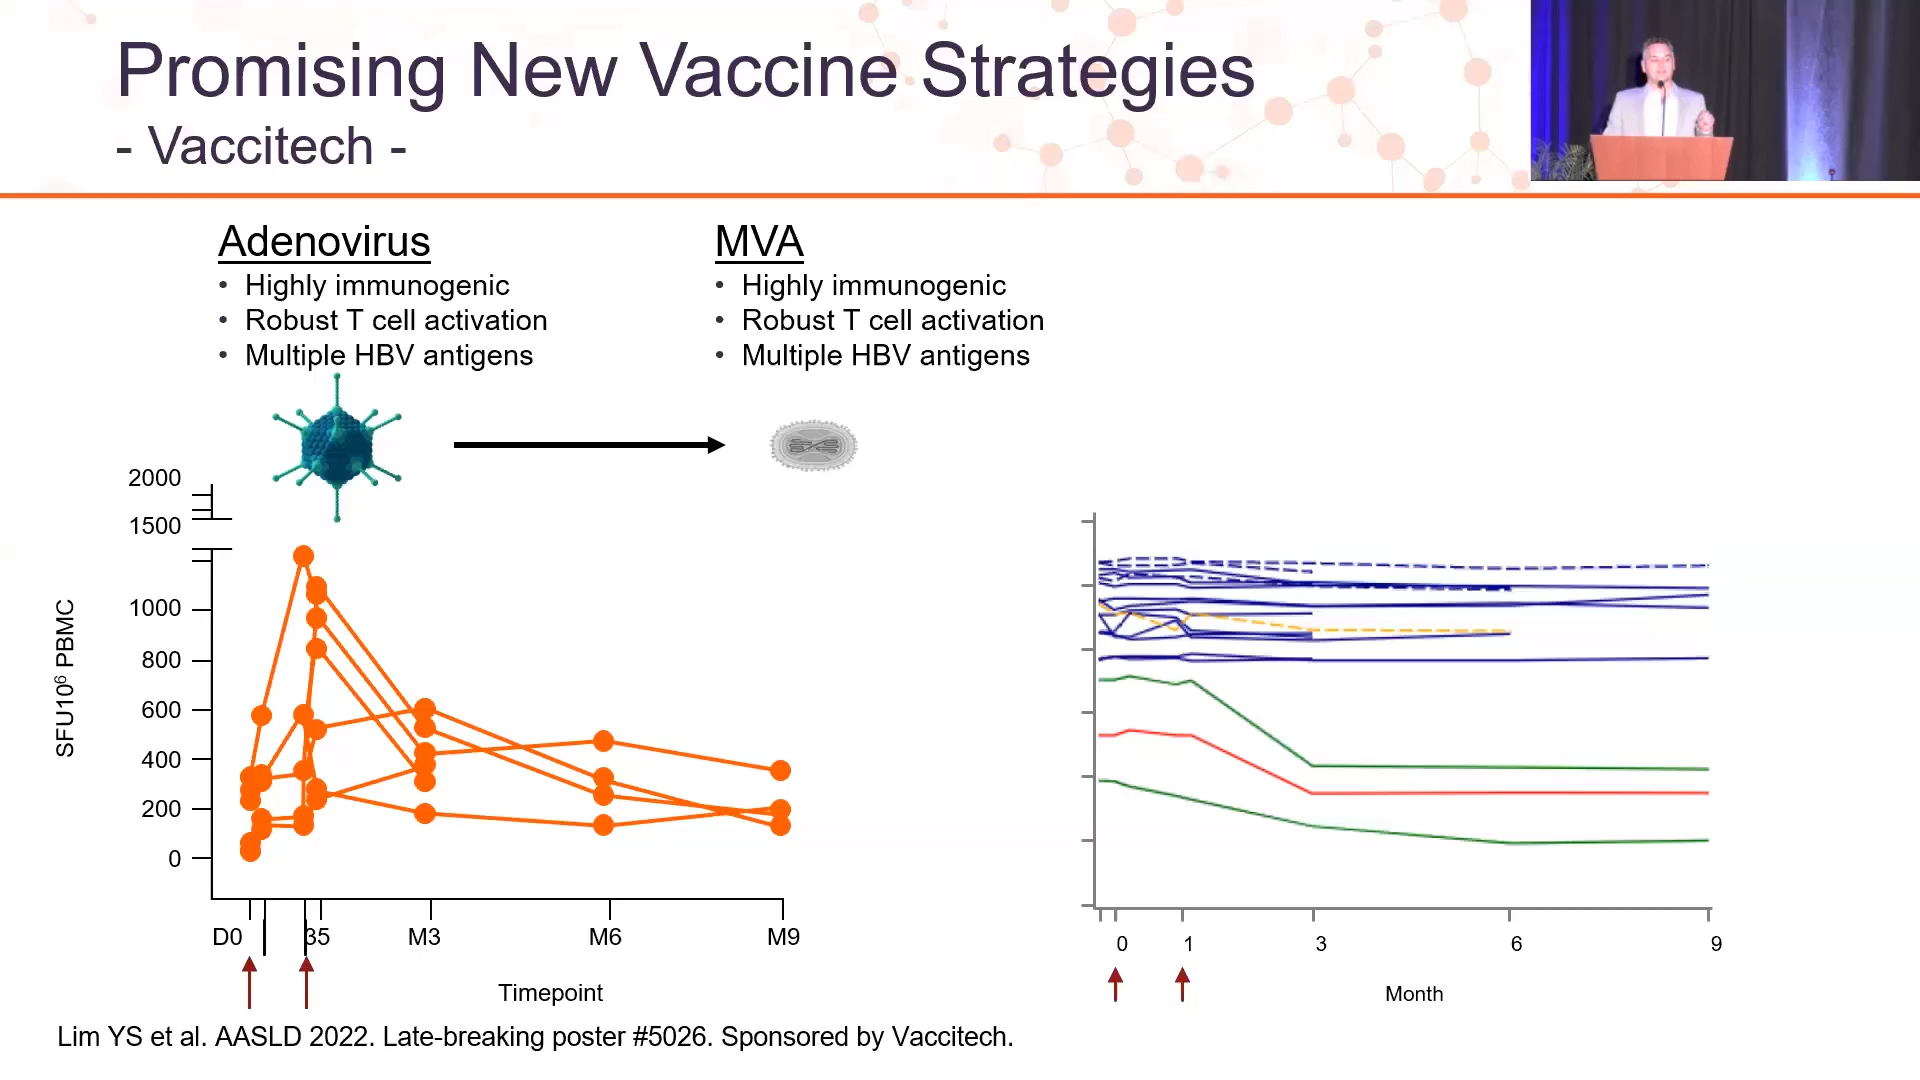 Promising New Vaccine Strategies
- Vaccitech -
Adenovirus
• Highly immunogenic
• Robust T cell activation
• Multiple HBV antigens
MVA
• Highly immunogenic
• Robust T cell activation
• Multiple HBV antigens
2000
1500
1000
800
600
400
200
0
SFU10⁶ PBMC
D0 35 M3 M6 M9
Timepoint
0 1 3 6 9
Month
Lim YS et al. AASLD 2022. Late-breaking poster #5026. Sponsored by Vaccitech.